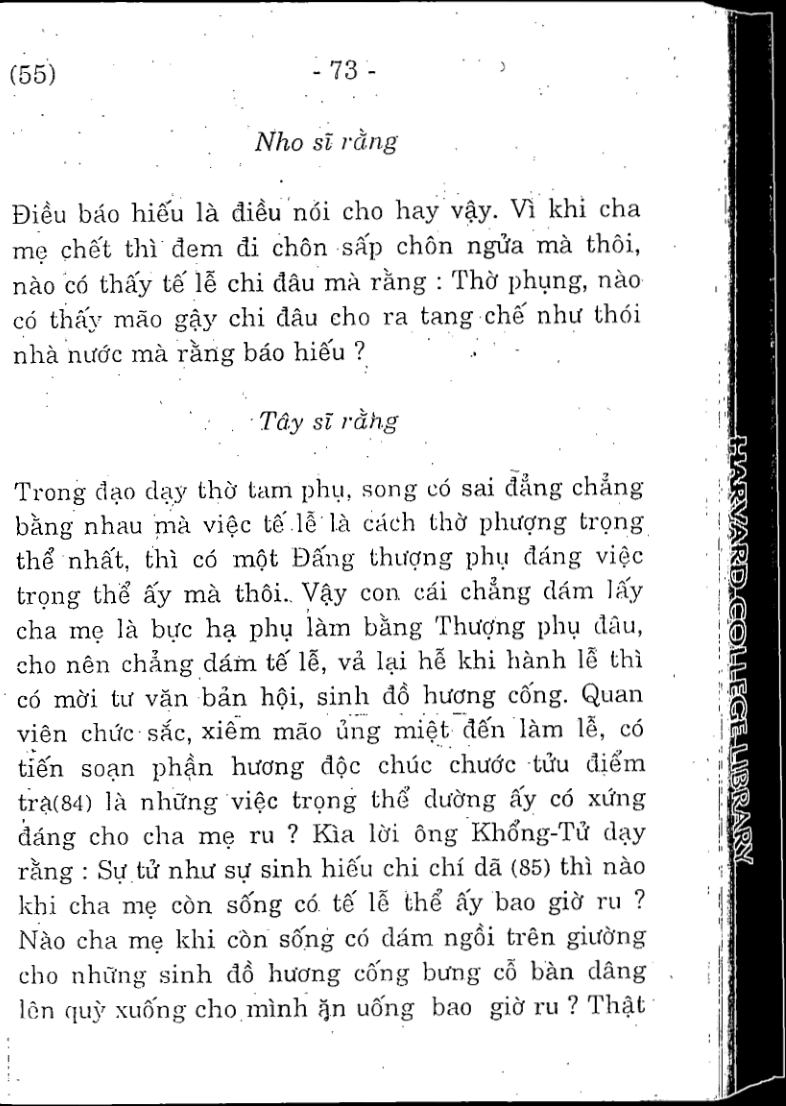 (55)
- 73 -
Nho sĩ rằng
Điều báo hiếu là điều nói cho hay vậy. Vì khi cha
mẹ chết thì đem đi chôn sấp chôn ngửa mà thôi,
nào có thấy tế lễ chi đâu mà rằng : Thờ phụng, nào
có thấy mão gậy chi đâu cho ra tang chế như thói
nhà nước mà rằng báo hiếu ?
Tây sĩ rằng
Trong đạo dạy thờ tam phụ, song có sai đẳng chẳng
bằng nhau mà việc tế lễ là cách thờ phượng trọng
thể nhất, thì có một Đấng thượng phụ đáng việc
trọng thể ấy mà thôi. Vậy con cái chẳng dám lấy
cha mẹ là bực hạ phụ làm bằng Thượng phụ đâu,
cho nên chẳng dám tế lễ, vả lại hễ khi hành lễ thì
có mời tư văn bản hội, sinh đồ hương cống. Quan
viên chức sắc, xiêm mão ủng miệt đến làm lễ, có
tiến soạn phần hương độc chúc chước tửu điểm
trà(84) là những việc trọng thể dường ấy có xứng
đáng cho cha mẹ ru ? Kìa lời ông Khổng-Tử dạy
rằng : Sự tử như sự sinh hiếu chi chí dã (85) thì nào
khi cha mẹ còn sống có tế lễ thể ấy bao giờ ru ?
Nào cha mẹ khi còn sống có dám ngồi trên giường
cho những sinh đồ hương cống bưng cỗ bàn dâng
lên quỳ xuống cho mình ăn uống bao giờ ru ? Thật
HARVARD COLLEGE LIBRARY